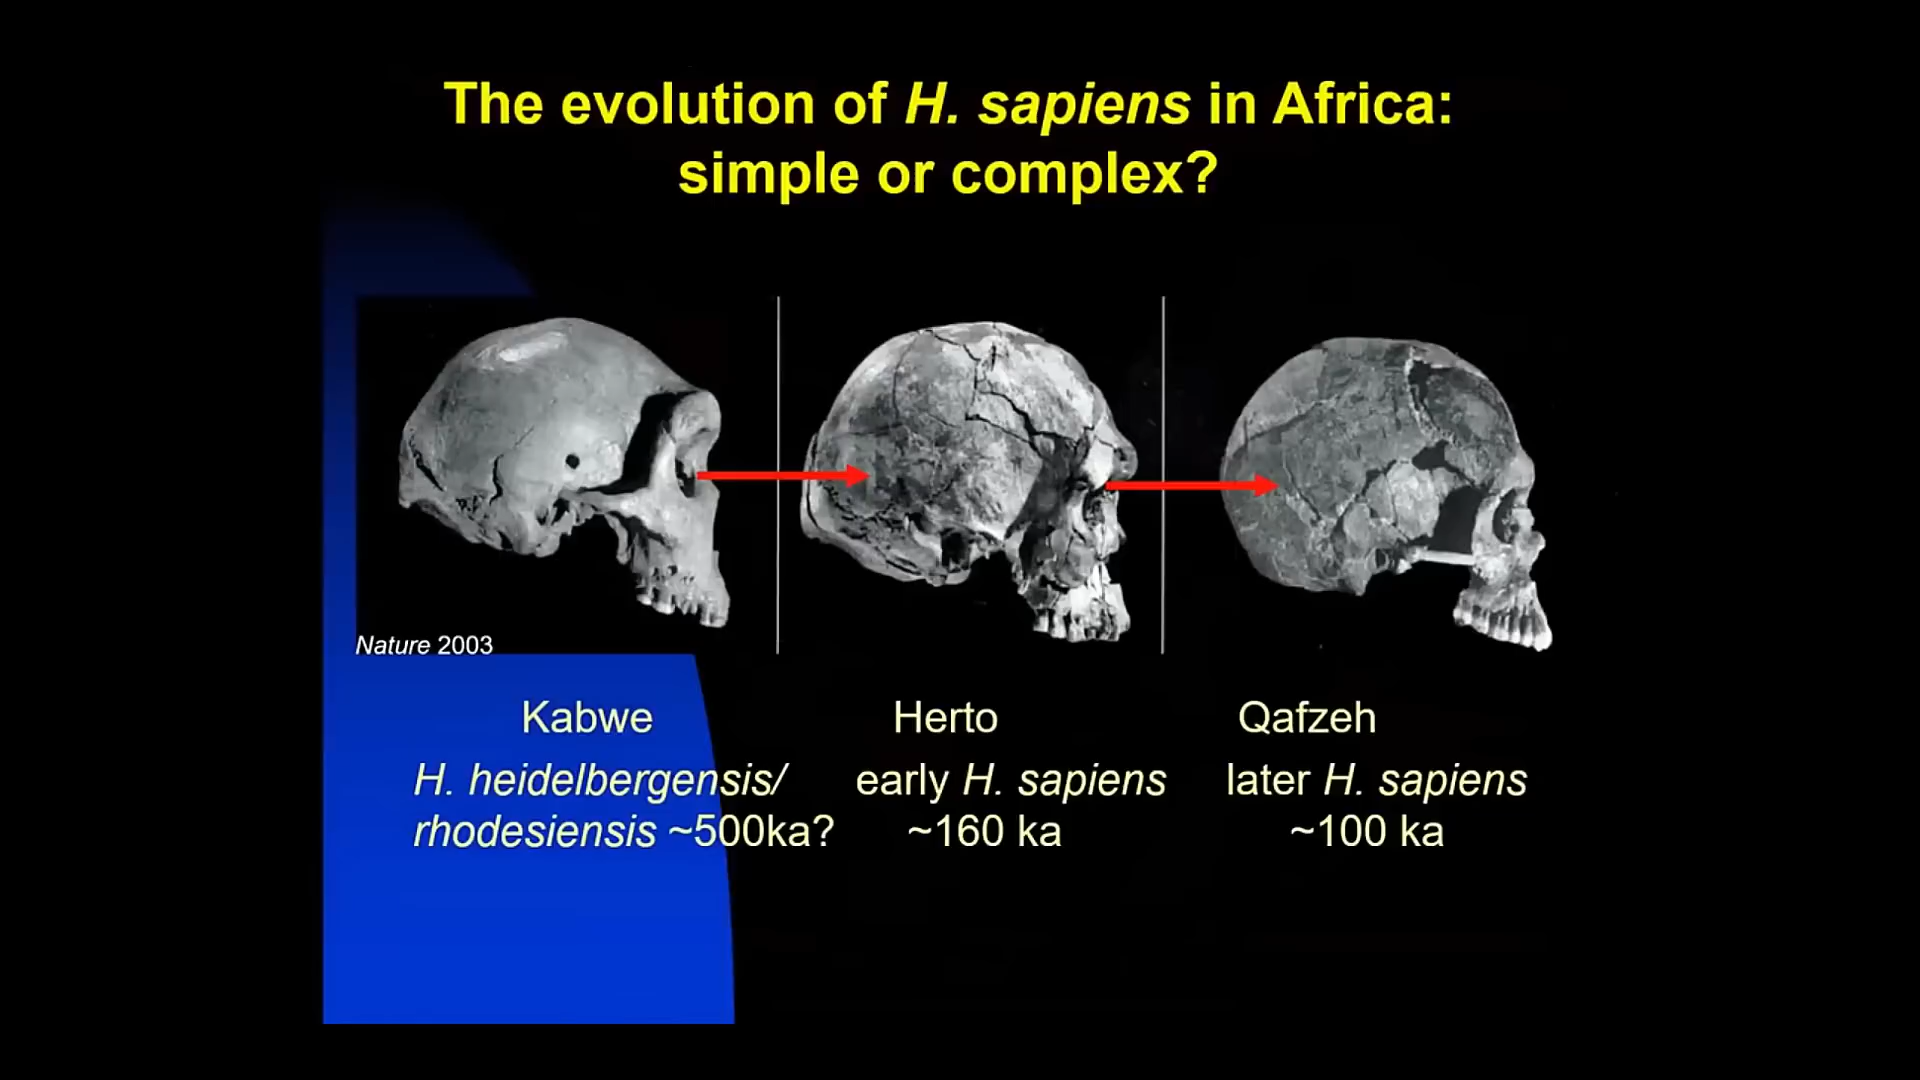 The evolution of H. sapiens in Africa:
simple or complex?
Nature 2003
Kabwe
H. heidelbergensis/
rhodesiensis ~500ka?
Herto
early H. sapiens
~160 ka
Qafzeh
later H. sapiens
~100 ka